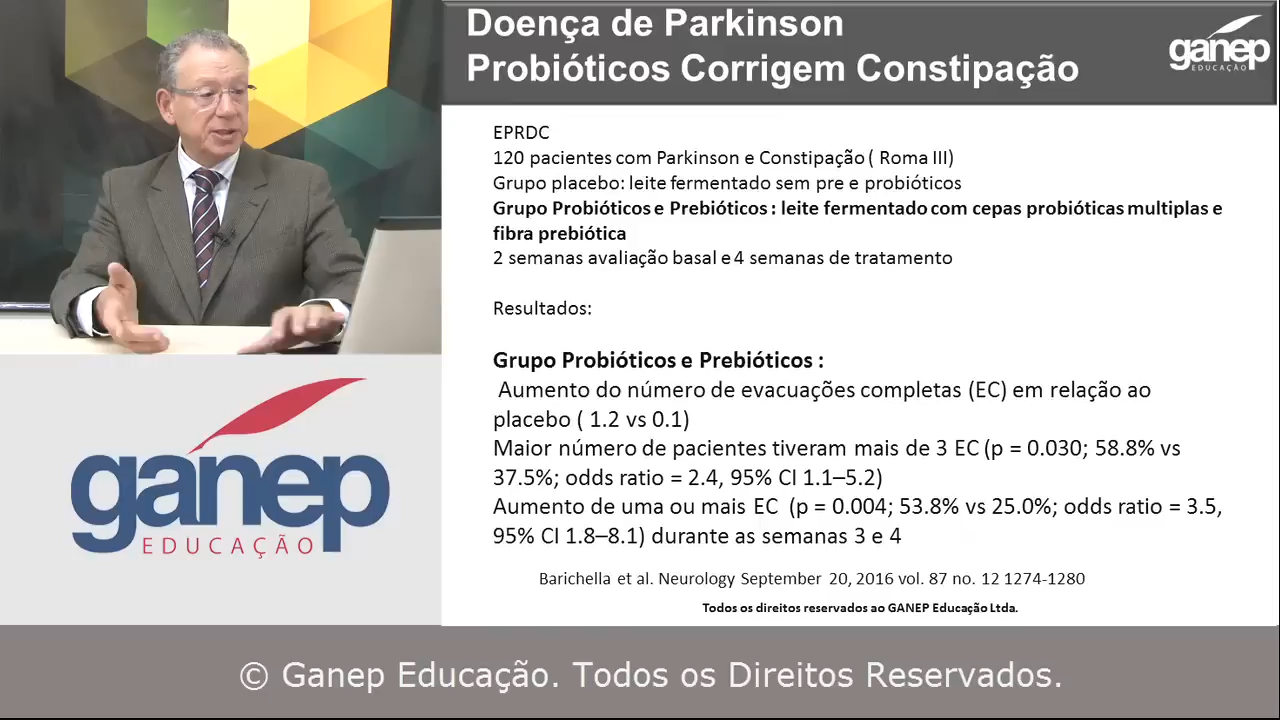 Doença de Parkinson
Probióticos Corrigem Constipação
ganep
EDUCAÇÃO
EPRDC
120 pacientes com Parkinson e Constipação ( Roma III)
Grupo placebo: leite fermentado sem pre e probióticos
Grupo Probióticos e Prebióticos : leite fermentado com cepas probióticas multiplas e
fibra prebiótica
2 semanas avaliação basal e 4 semanas de tratamento
Resultados:
Grupo Probióticos e Prebióticos :
Aumento do número de evacuações completas (EC) em relação ao
placebo ( 1.2 vs 0.1)
Maior número de pacientes tiveram mais de 3 EC (p = 0.030; 58.8% vs
37.5%; odds ratio = 2.4, 95% CI 1.1–5.2)
Aumento de uma ou mais EC (p = 0.004; 53.8% vs 25.0%; odds ratio = 3.5,
95% CI 1.8–8.1) durante as semanas 3 e 4
Barichella et al. Neurology September 20, 2016 vol. 87 no. 12 1274-1280
Todos os direitos reservados ao GANEP Educação Ltda.
ganep
EDUCAÇÃO
© Ganep Educação. Todos os Direitos Reservados.